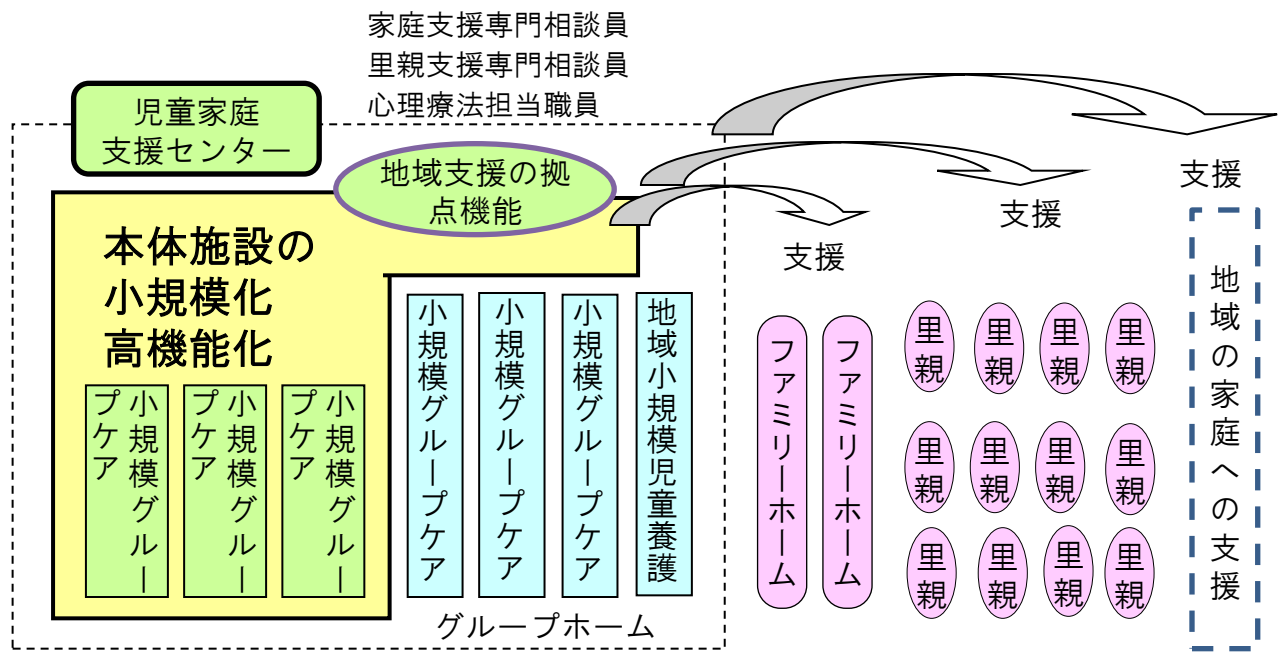 家庭支援専門相談員
里親支援専門相談員
心理療法担当職員
児童家庭
支援センター
地域支援の拠
点機能
本体施設の
小規模化
高機能化
小規模グルー
プケア
小規模グルー
プケア
小規模グルー
プケア
小規模グループケア
小規模グループケア
小規模グループケア
地域小規模児童養護
グループホーム
支援
支援
支援
ファミリーホーム
ファミリーホーム
里親
里親
里親
里親
里親
里親
里親
里親
里親
里親
里親
里親
地域の家庭への支援